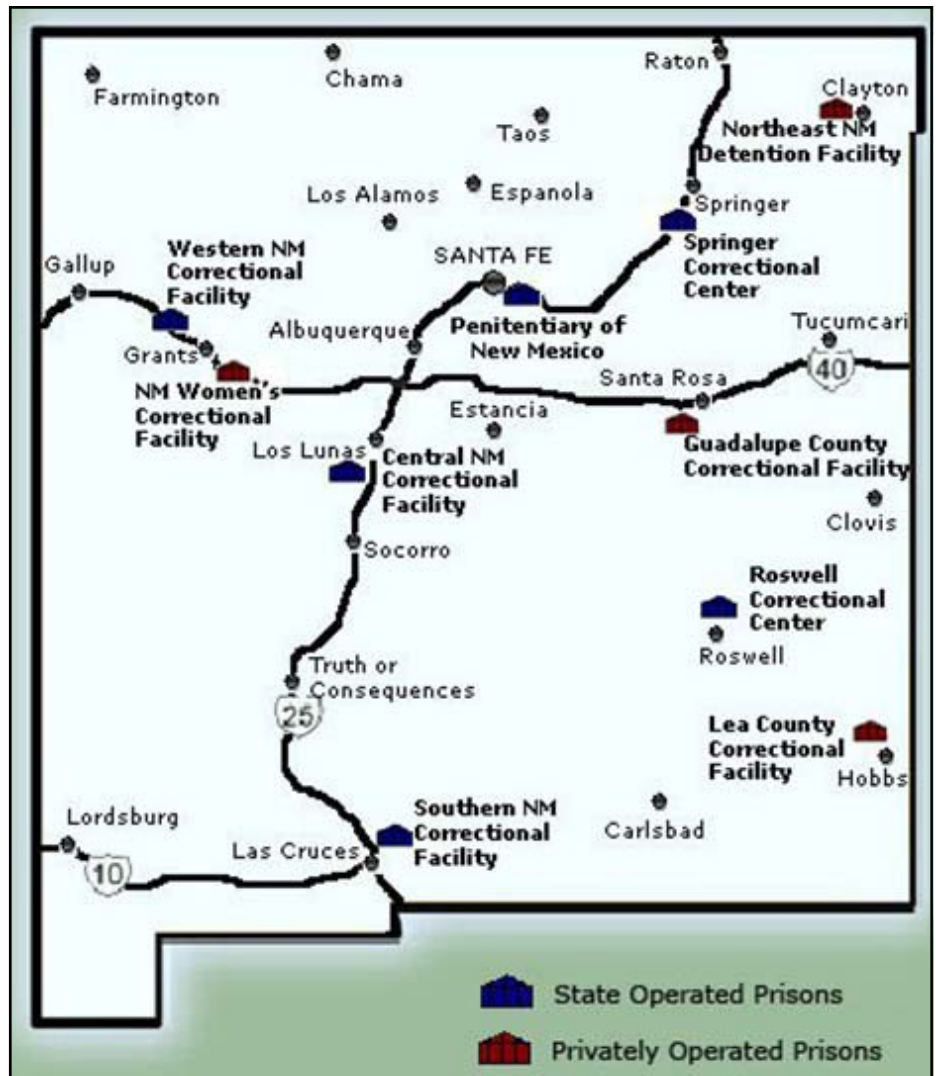 Raton
Chama
Farmington
Clayton
Taos
Northeast NM
Detention Facility
Espanola
Los Alamos
Springer
Western NM
Correctional
Facility
Springer
Correctional
Center
SANTA FE
Gallup
Penitentiary of
New Mexico
Albuquerque
Tucumcari
Grants
40
NM Women's
Correctional
Facility
Santa Rosa
Estancia
Los Lunas
Guadalupe County
Correctional Facility
Central NM
Correctional
Facility
Clovis
Socorro
Roswell
Correctional
Center
Roswell
Truth or
Consequences
25
Lea County
Correctional
Facility
Hobbs
Southern NM
Correctional
Facility
Carlsbad
Lordsburg
Las Cruces
10
State Operated Prisons
Privately Operated Prisons